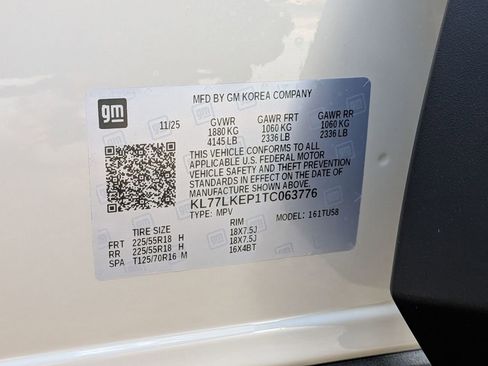 MFD BY GM KOREA COMPANY
gm
11/25 GVWR GAWR FRT GAWR RR
1880 KG 1060 KG 1060 KG
4145 LB 2336 LB 2336 LB
THIS VEHICLE CONFORMS TO ALL
APPLICABLE U.S. FEDERAL MOTOR
VEHICLE SAFETY AND THEFT PREVENTION
STANDARDS IN EFFECT ON THE DATE OF
MANUFACTURE SHOWN ABOVE.
KL77LKEP1TC063776
TYPE: MPV MODEL: 161TU58
TIRE SIZE RIM
FRT 225/55R18 H 18X7.5J
RR 225/55R18 H 18X7.5J
SPA T125/70R16 M 16X4BT